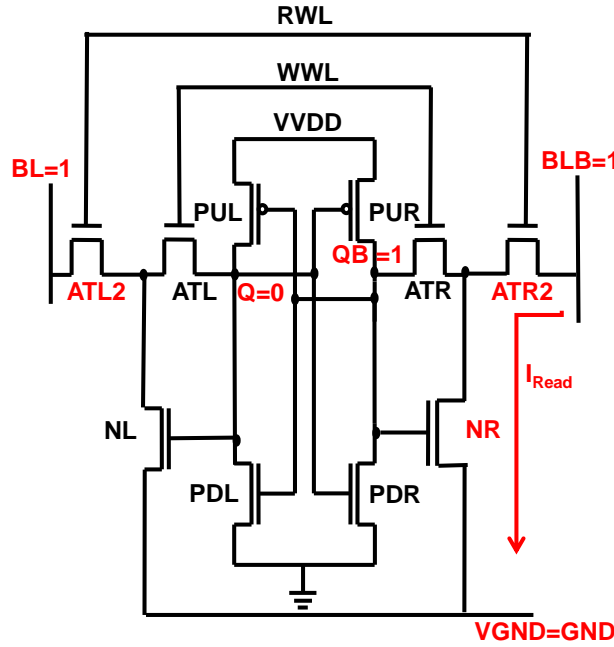 RWL
WWL
VVDD
BL=1
BLB=1
PUL
PUR
QB=1
ATL2
ATL
Q=0
ATR
ATR2
I_Read
NL
NR
PDL
PDR
VGND=GND